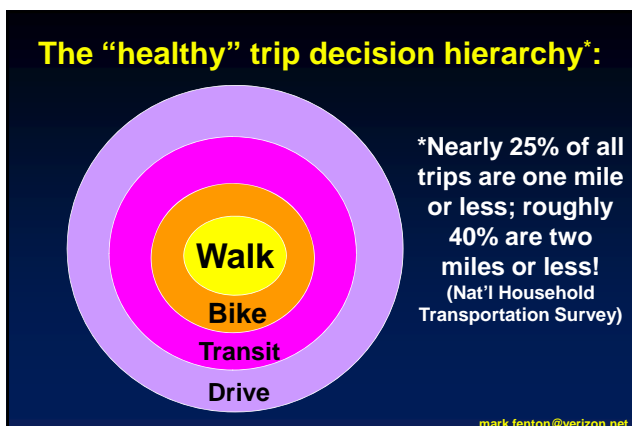 The “healthy” trip decision hierarchy*:
*Nearly 25% of all
trips are one mile
or less; roughly
40% are two
miles or less!
(Nat’l Household
Transportation Survey)
Walk
Bike
Transit
Drive
mark.fenton@verizon.net